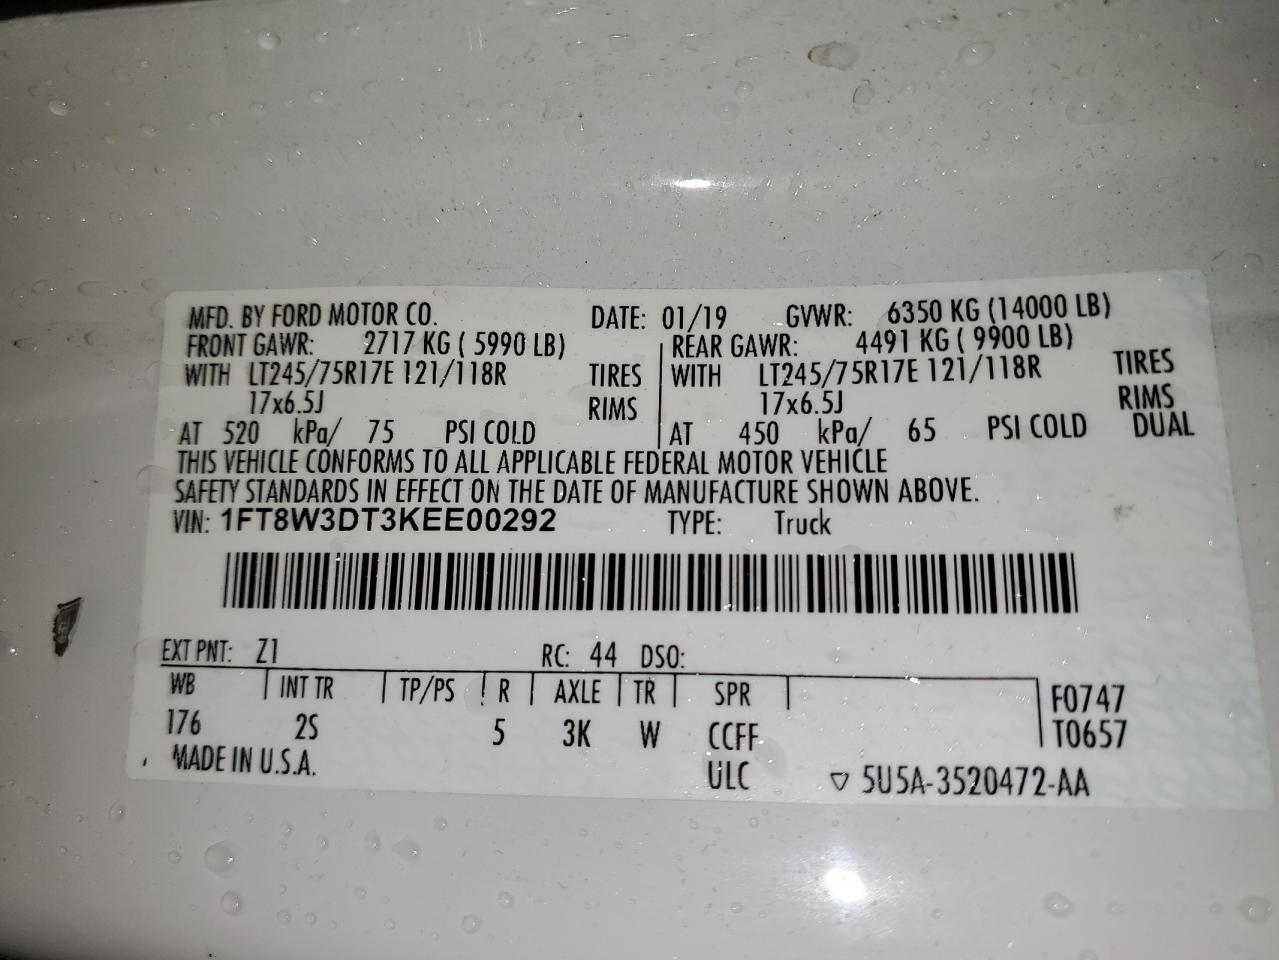 MFD. BY FORD MOTOR CO. DATE: 01/19 GVWR: 6350 KG (14000 LB)
FRONT GAWR: 2717 KG ( 5990 LB) REAR GAWR: 4491 KG ( 9900 LB)
WITH LT245/75R17E 121/118R TIRES WITH LT245/75R17E 121/118R TIRES
17x6.5J RIMS 17x6.5J RIMS
AT 520 kPa/ 75 PSI COLD AT 450 kPa/ 65 PSI COLD DUAL
THIS VEHICLE CONFORMS TO ALL APPLICABLE FEDERAL MOTOR VEHICLE
SAFETY STANDARDS IN EFFECT ON THE DATE OF MANUFACTURE SHOWN ABOVE.
VIN: 1FT8W3DT3KEE00292 TYPE: Truck
EXT PNT: Z1 RC: 44 DSO:
WB INT TR TP/PS R AXLE TR SPR F0747
176 2S 5 3K W CCFF T0657
MADE IN U.S.A. ULC ▽ 5U5A-3520472-AA